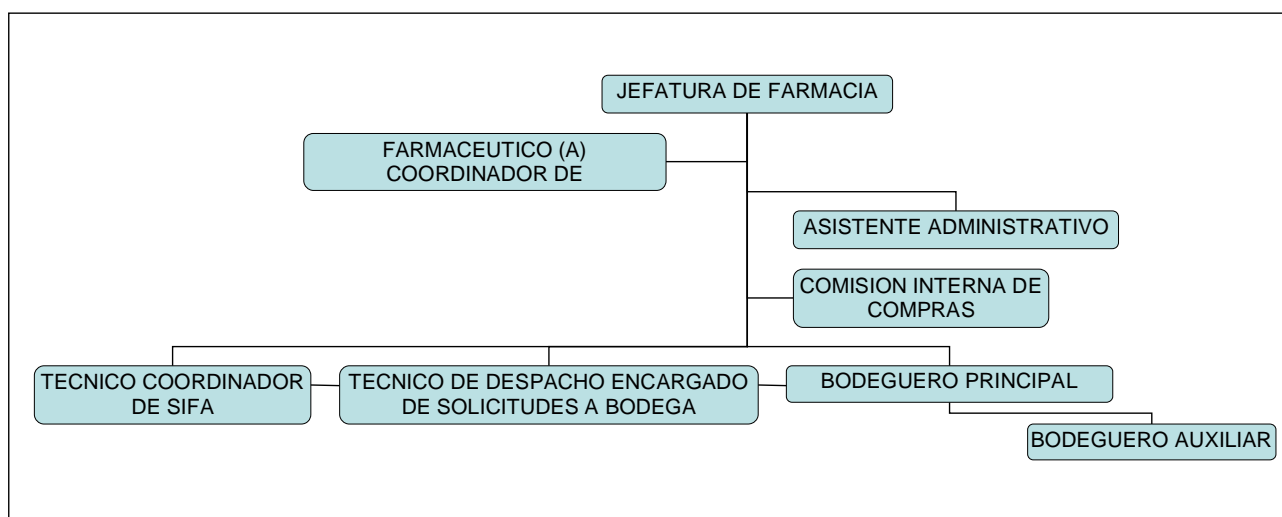 JEFATURA DE FARMACIA
FARMACEUTICO (A)
COORDINADOR DE
ASISTENTE ADMINISTRATIVO
COMISION INTERNA DE
COMPRAS
TECNICO COORDINADOR
DE SIFA
TECNICO DE DESPACHO ENCARGADO
DE SOLICITUDES A BODEGA
BODEGUERO PRINCIPAL
BODEGUERO AUXILIAR